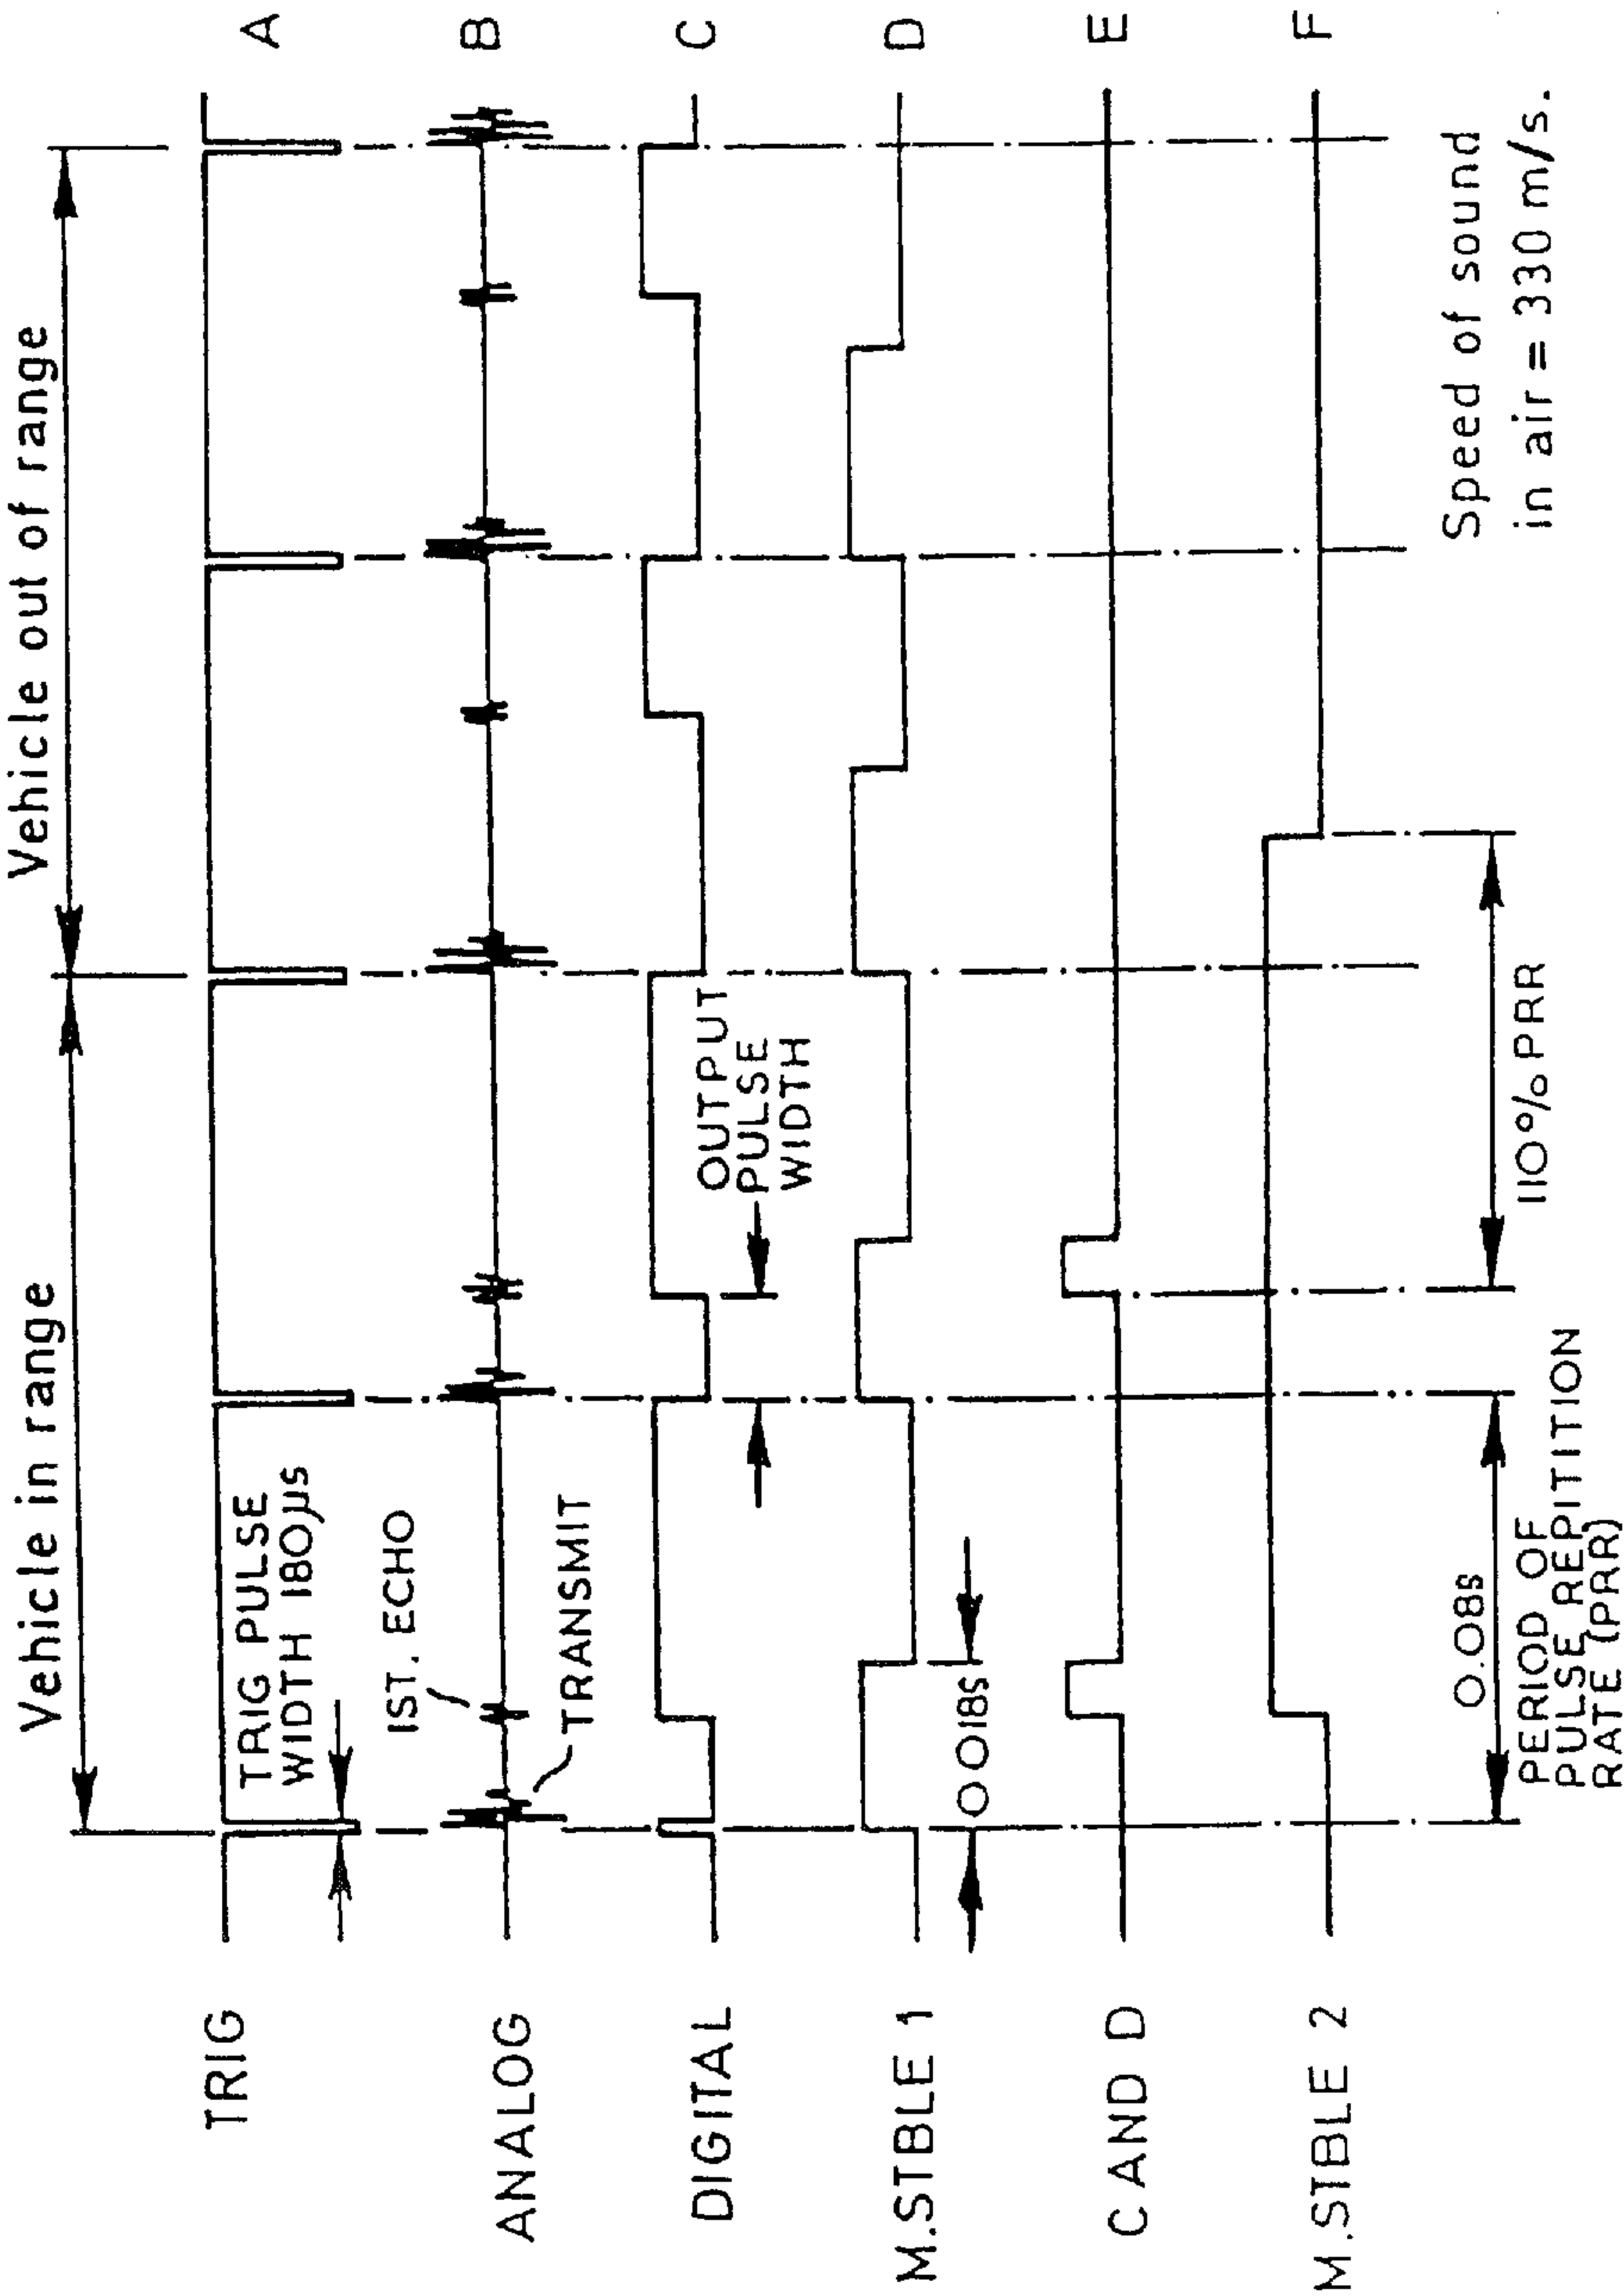 Vehicle in range
Vehicle out of range
TRIG
TRIG PULSE
WIDTH 180µs
A
ANALOG
IST. ECHO
TRANSMIT
B
DIGITAL
OUTPUT
PULSE
WIDTH
C
M.STBLE 1
0 018S
D
C AND D
E
M.STBLE 2
F
0.08S
PERIOD OF
PULSE REPITITION
RATE (PRR)
110% PRR
Speed of sound
in air = 330 m/s.